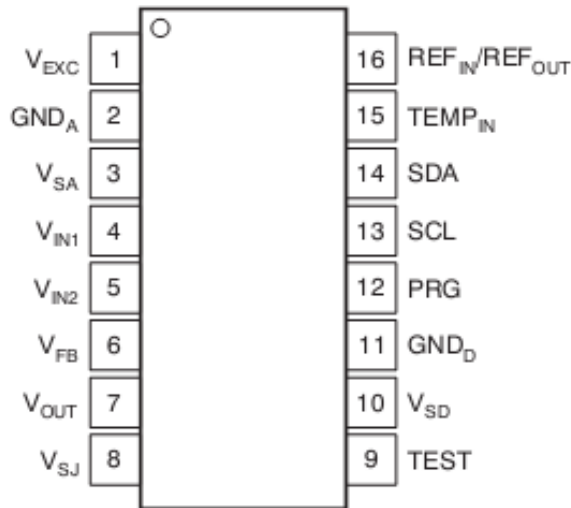 V_EXC 1 16 REF_IN/REF_OUT
GND_A 2 15 TEMP_IN
V_SA 3 14 SDA
V_IN1 4 13 SCL
V_IN2 5 12 PRG
V_FB 6 11 GND_D
V_OUT 7 10 V_SD
V_SJ 8 9 TEST